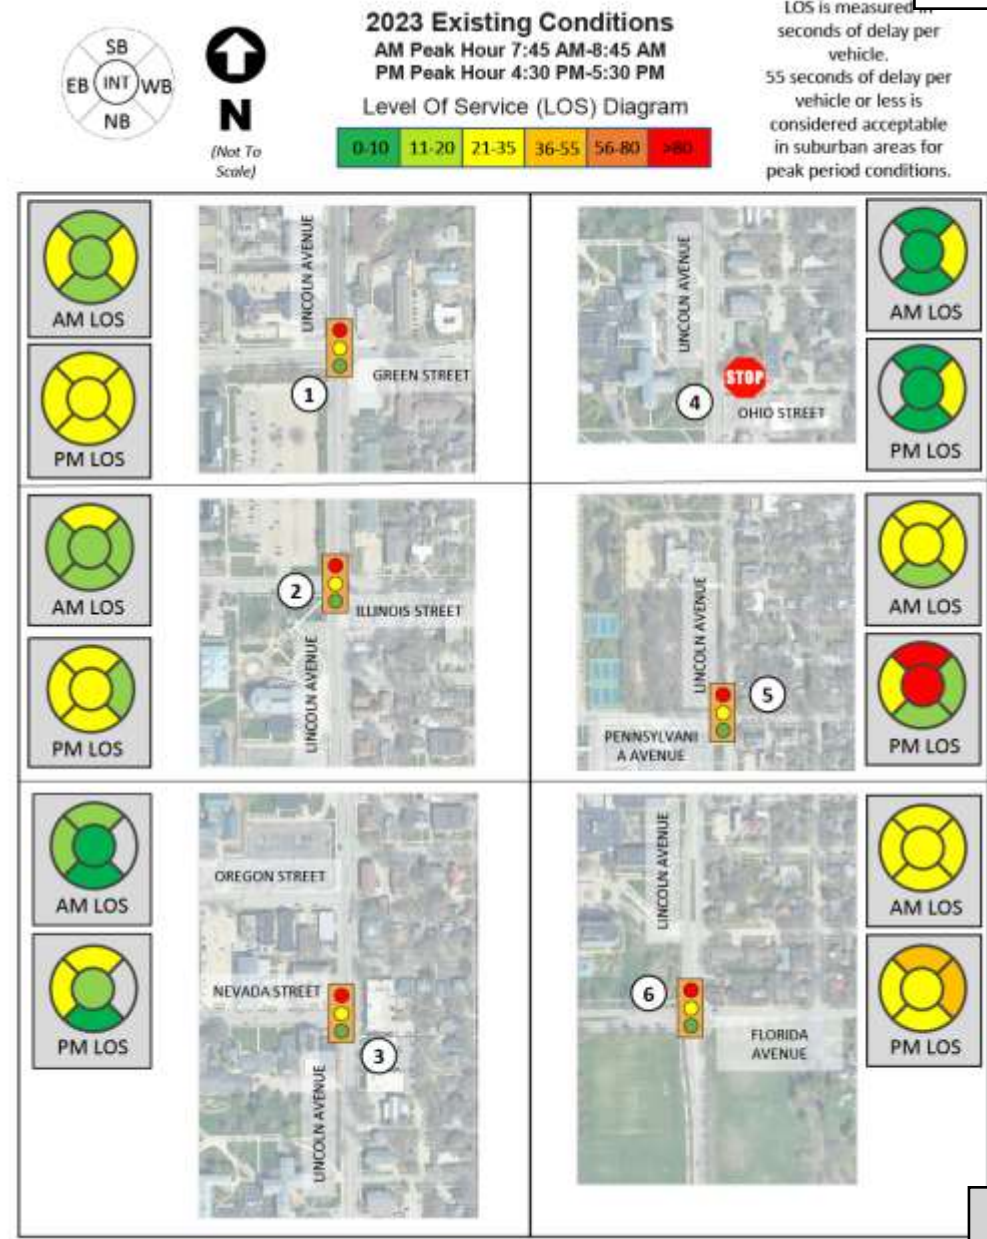 SB
EB INT WB
NB
N
(Not To
Scale)
2023 Existing Conditions
AM Peak Hour 7:45 AM-8:45 AM
PM Peak Hour 4:30 PM-5:30 PM
Level Of Service (LOS) Diagram
0-10 11-20 21-35 36-55 56-80 >80
LOS is measured in
seconds of delay per
vehicle.
55 seconds of delay per
vehicle or less is
considered acceptable
in suburban areas for
peak period conditions.
AM LOS
PM LOS
LINCOLN AVENUE
GREEN STREET
1
LINCOLN AVENUE
STOP
4
OHIO STREET
AM LOS
PM LOS
AM LOS
PM LOS
2
ILLINOIS STREET
LINCOLN AVENUE
LINCOLN AVENUE
5
PENNSYLVANI
A AVENUE
AM LOS
PM LOS
AM LOS
PM LOS
OREGON STREET
NEVADA STREET
3
LINCOLN AVENUE
LINCOLN AVENUE
6
FLORIDA
AVENUE
AM LOS
PM LOS